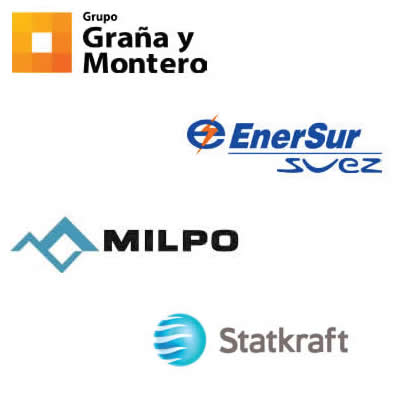 Grupo
Graña y
Montero
EnerSur
SUEZ
MILPO
Statkraft